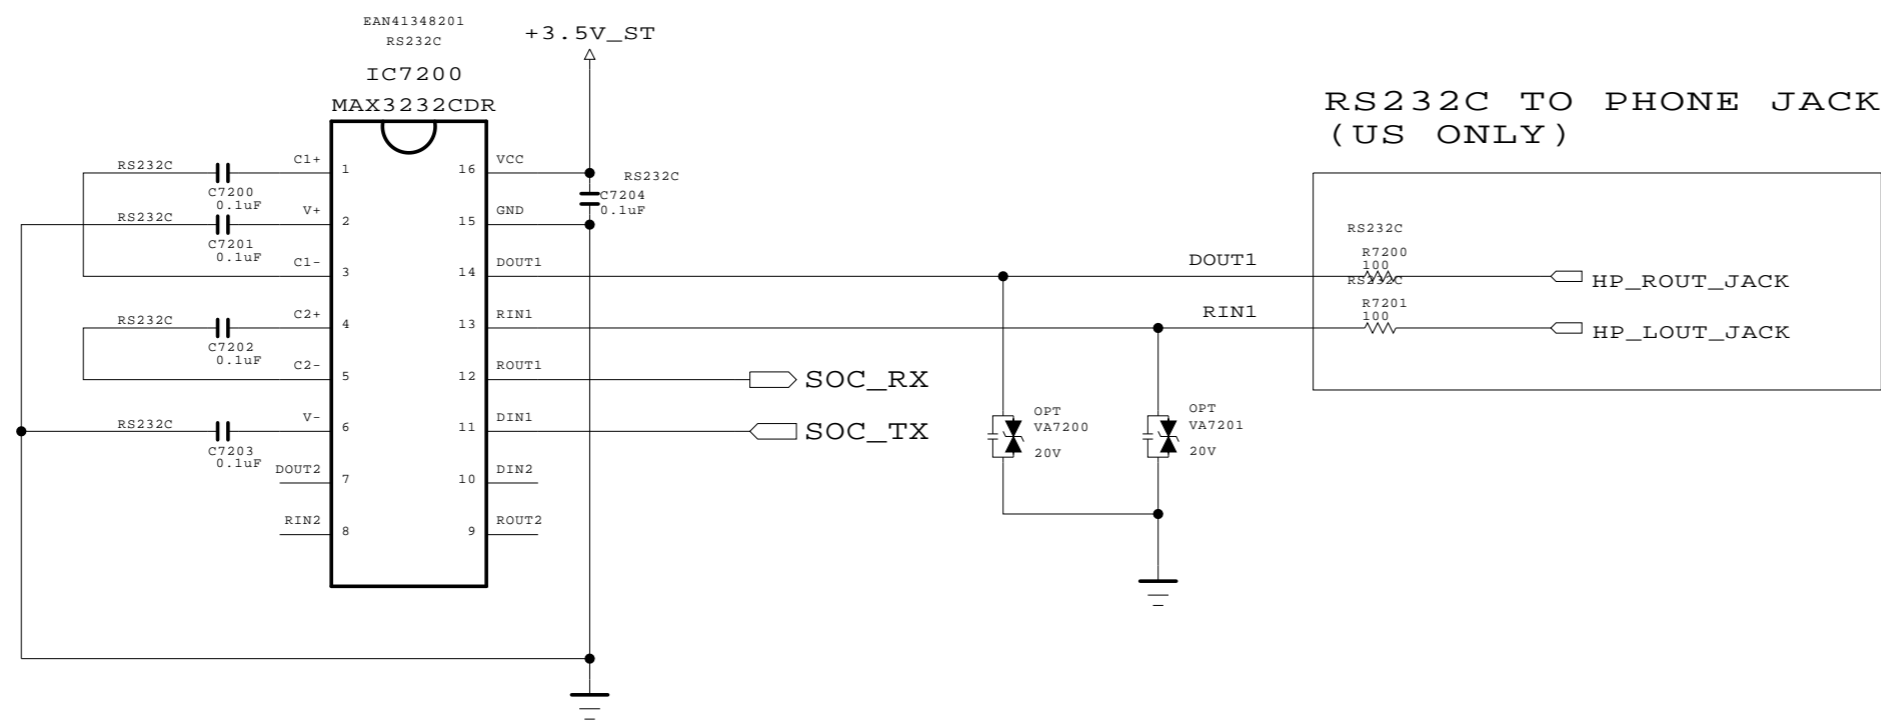 EAN41348201
RS232C
IC7200
MAX3232CDR
+3.5V_ST
RS232C TO PHONE JACK
(US ONLY)
RS232C
C7200
0.1uF
C1+
1
16
VCC
RS232C
C7204
0.1uF
RS232C
C7201
0.1uF
V+
2
15
GND
C1-
3
14
DOUT1
DOUT1
RS232C
R7200
100
HP_ROUT_JACK
RS232C
C7202
0.1uF
C2+
4
13
RIN1
RIN1
RS232C
R7201
100
HP_LOUT_JACK
C2-
5
12
ROUT1
SOC_RX
RS232C
C7203
0.1uF
V-
6
11
DIN1
SOC_TX
OPT
VA7200
20V
OPT
VA7201
20V
DOUT2
7
10
DIN2
RIN2
8
9
ROUT2